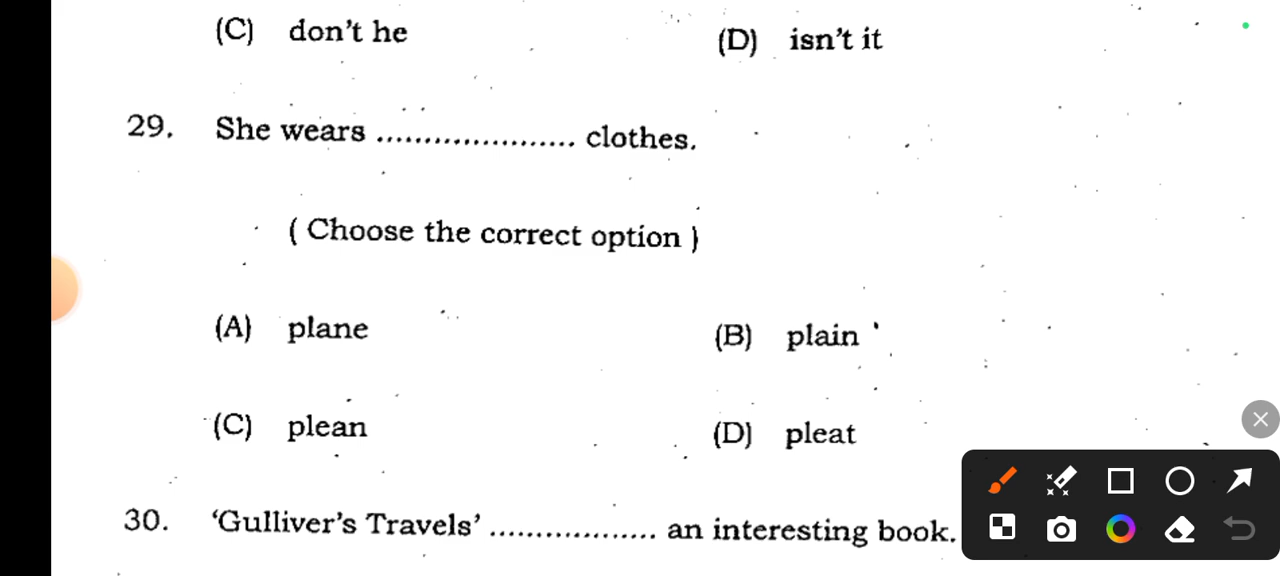 (C) don't he (D) isn't it
29. She wears ..................... clothes.
( Choose the correct option )
(A) plane (B) plain
(C) plean (D) pleat
30. 'Gulliver's Travels' .................. an interesting book.